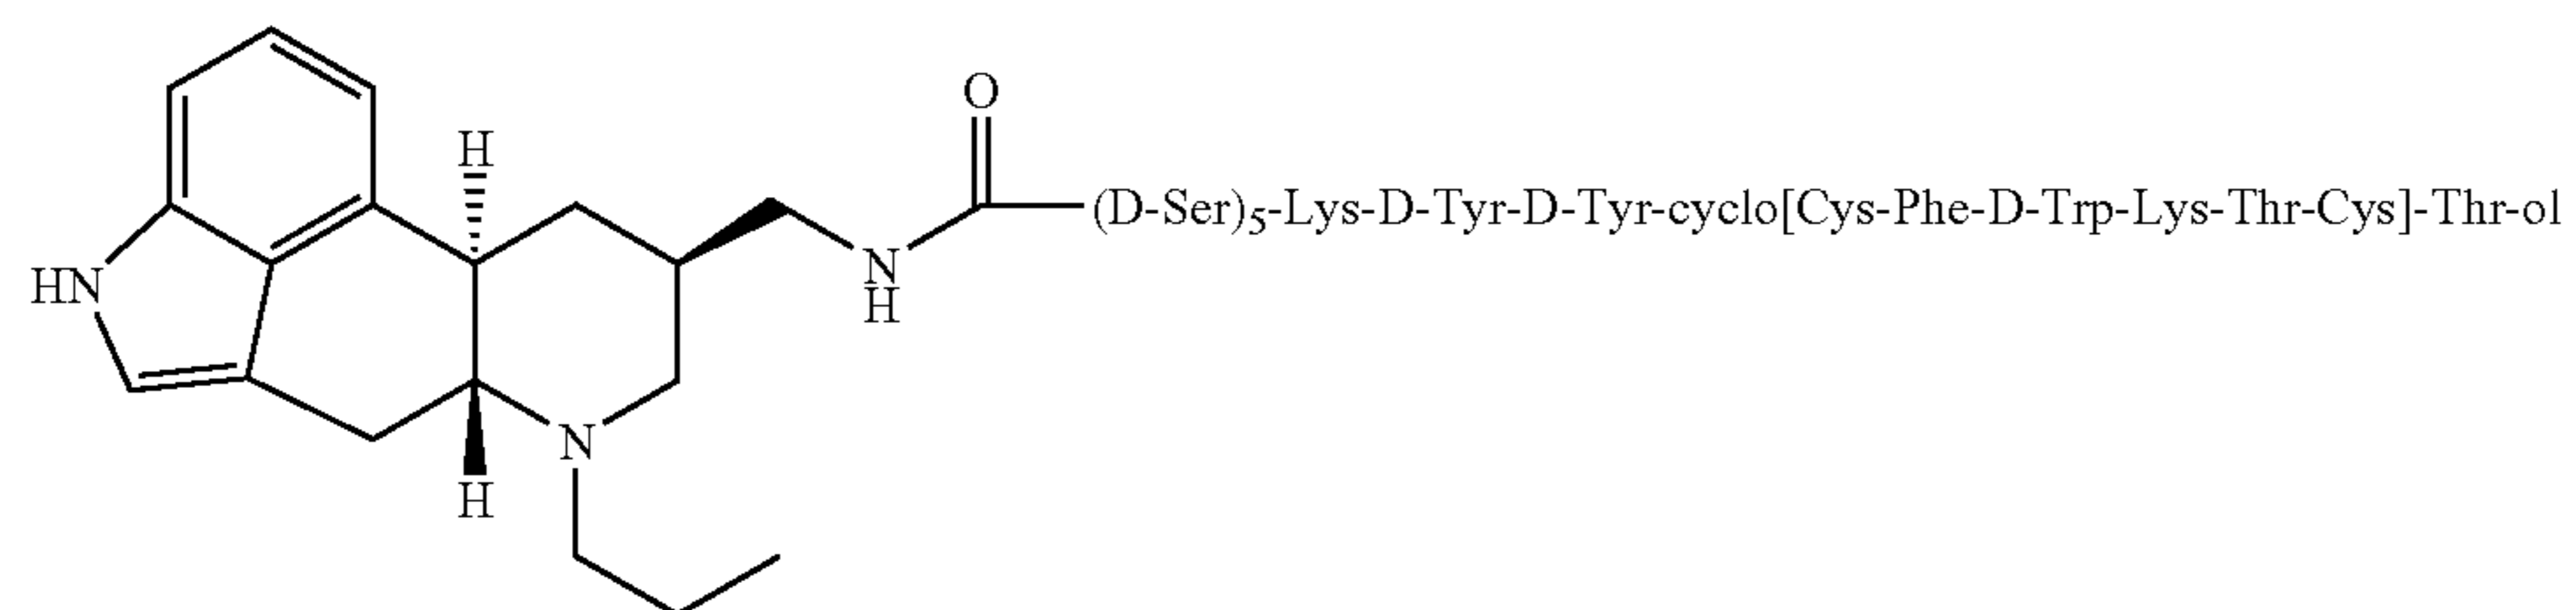 O
H
(D-Ser)5-Lys-D-Tyr-D-Tyr-cyclo[Cys-Phe-D-Trp-Lys-Thr-Cys]-Thr-ol
N
H
HN
N
H